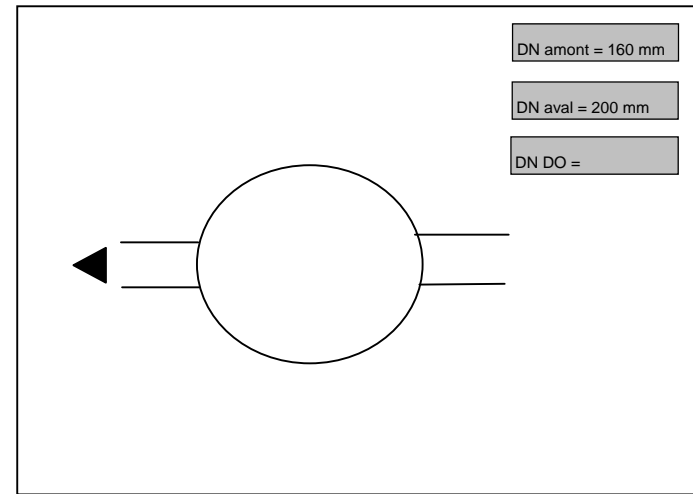 DN amont = 160 mm
DN aval = 200 mm
DN DO =